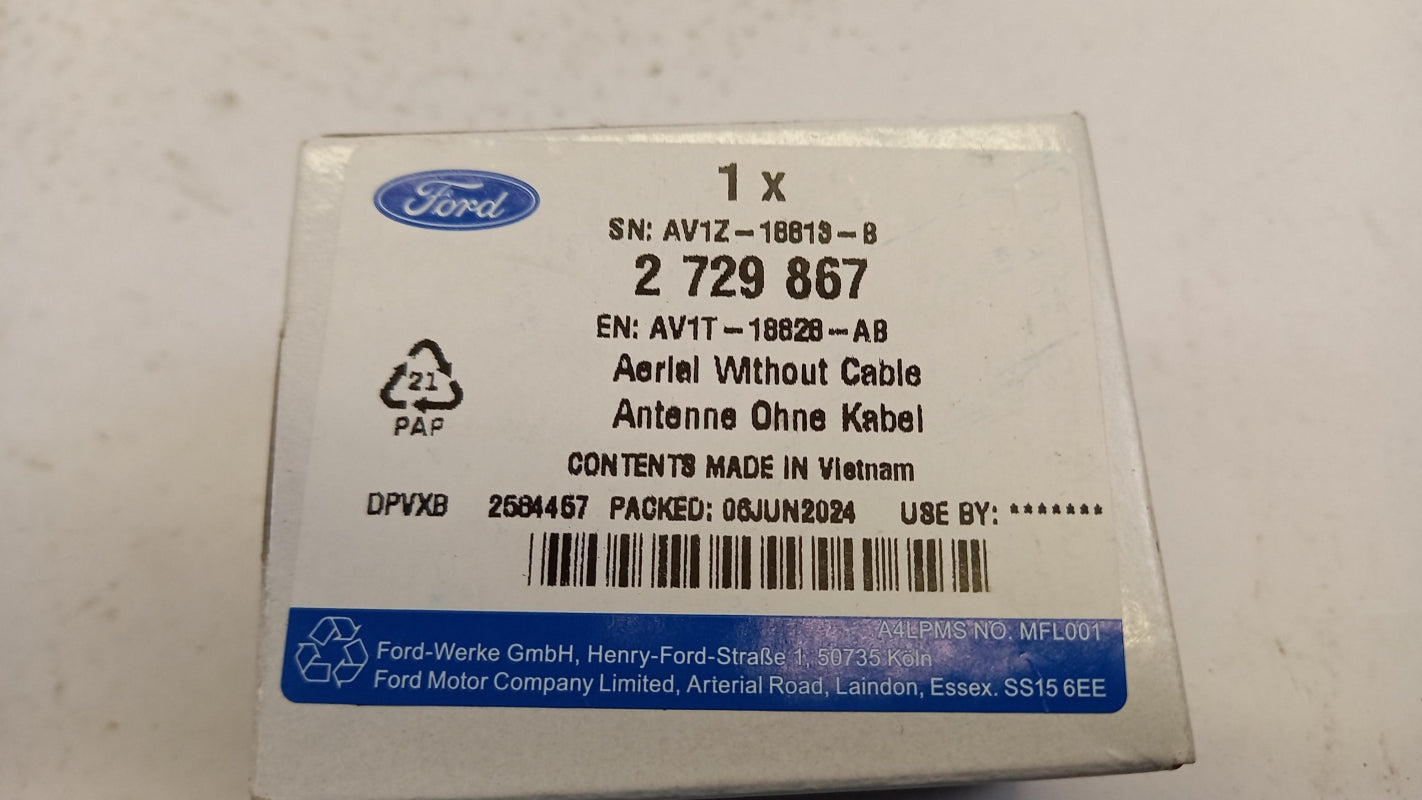 Ford
1 x
SN: AV1Z-18813-B
2 729 867
EN: AV1T-18828-AB
Aerial Without Cable
Antenne Ohne Kabel
21
PAP
CONTENTS MADE IN Vietnam
DPVXB 2584467 PACKED: 06JUN2024 USE BY: *******
A4LPMS NO. MFL001
Ford-Werke GmbH, Henry-Ford-Straße 1, 50735 Köln
Ford Motor Company Limited, Arterial Road, Laindon, Essex. SS15 6EE